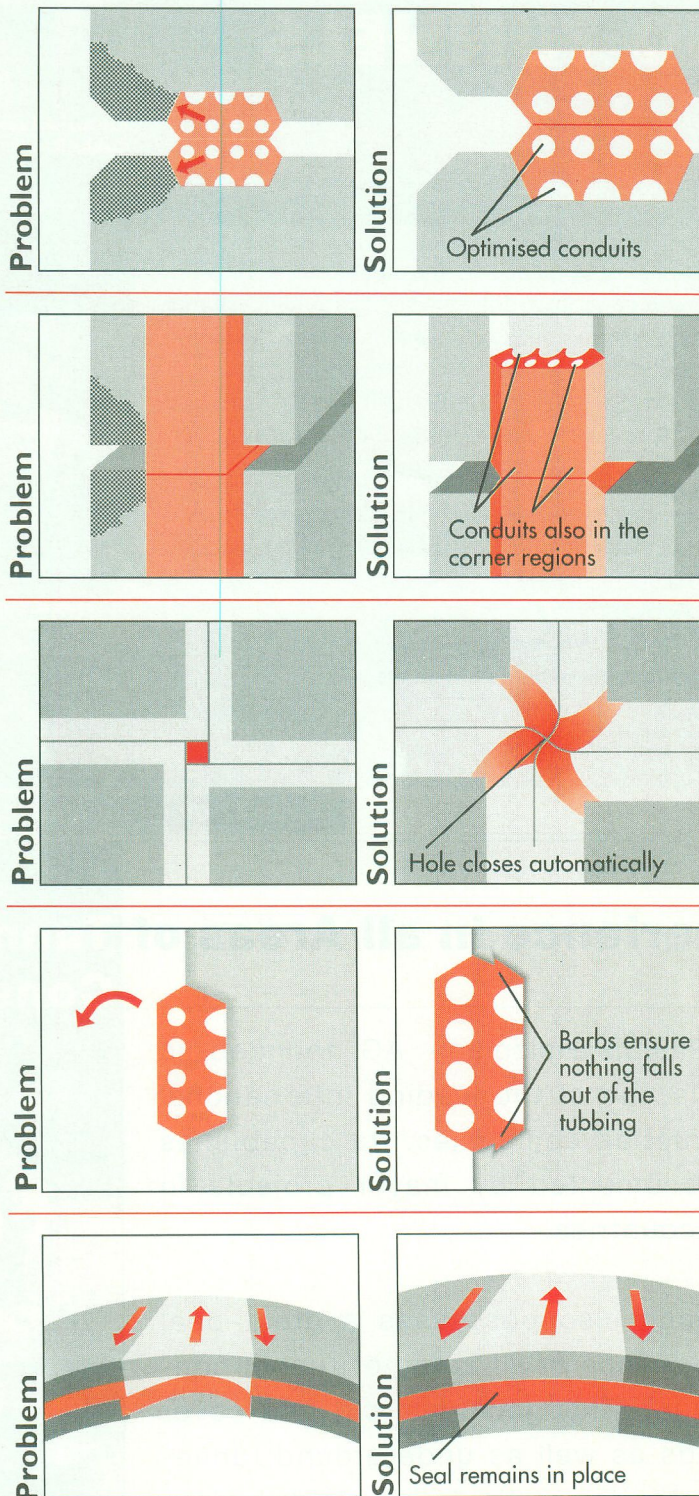 Problem
Solution
Optimised conduits
Problem
Solution
Conduits also in the
corner regions
Problem
Solution
Hole closes automatically
Problem
Solution
Barbs ensure
nothing falls
out of the
tubbing
Problem
Solution
Seal remains in place